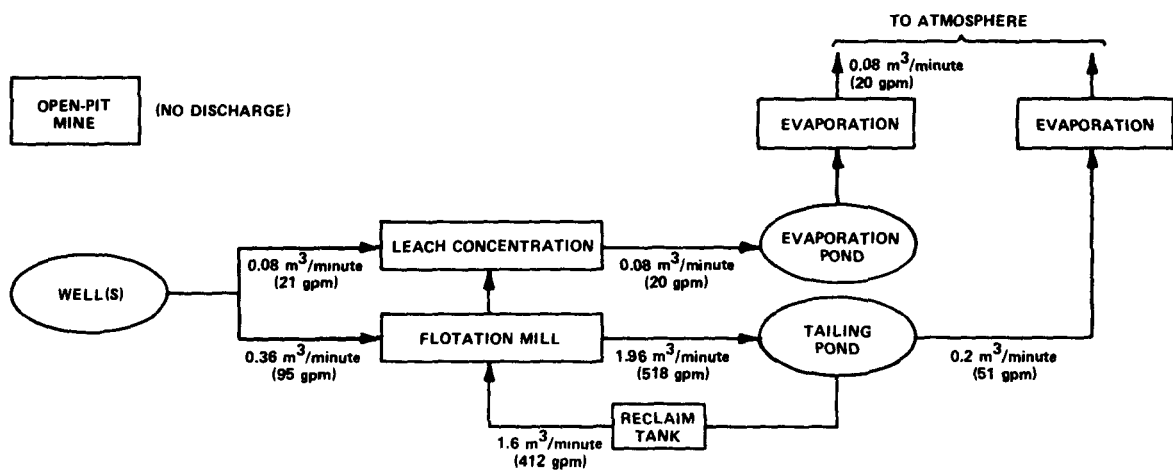 TO ATMOSPHERE
0.08 m³/minute
(20 gpm)
OPEN-PIT
MINE
(NO DISCHARGE)
EVAPORATION
EVAPORATION
LEACH CONCENTRATION
EVAPORATION
POND
0.08 m³/minute
(21 gpm)
0.08 m³/minute
(20 gpm)
WELL(S)
FLOTATION MILL
TAILING
POND
0.36 m³/minute
(95 gpm)
1.96 m³/minute
(518 gpm)
0.2 m³/minute
(51 gpm)
RECLAIM
TANK
1.6 m³/minute
(412 gpm)